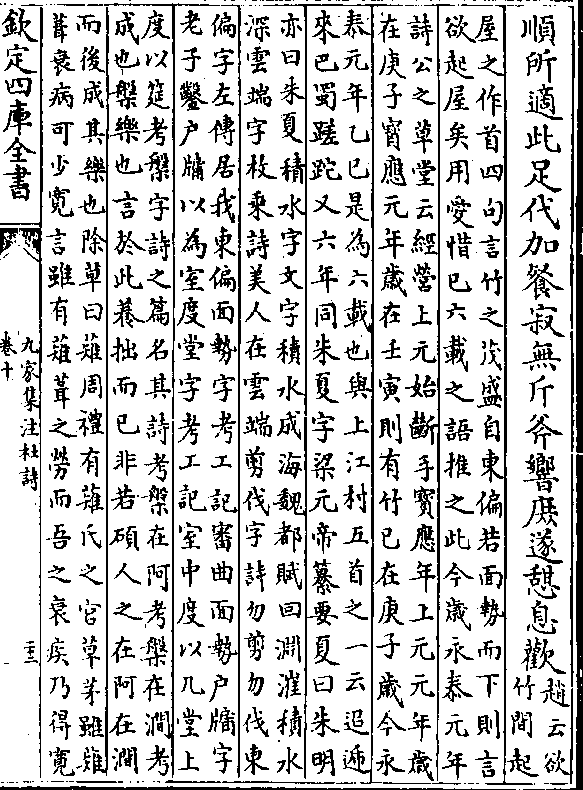 順所適此足代加餐寂無斤斧響庶遂憩息歡趙云欲竹間起
屋之作首四句言竹之茂盛自東偏若面勢而下則言
欲起屋矣用愛惜已六載之語推之此今歲永泰元年
詩公之草堂云經營上元始斷手寶應年上元元年歲
在庚子寶應元年歲在壬寅則有竹已在庚子歲今永
泰元年乙巳是為六載也與上江村五首之一云迢遞
來巴蜀蹉跎又六年同朱夏字梁元帝纂要夏曰朱明
亦曰朱夏積水字文字積水成海魏都賦回淵漼積水
深雲端字枚乘詩美人在雲端剪伐字詩勿剪勿伐東
偏字左傳居我東偏面勢字考工記審曲面勢户牖字
老子鑿户牖以為室度堂字考工記室中度以几堂上
度以筵考槃字詩之篇名其詩考槃在阿考槃在澗考
成也槃樂也言於此養拙而已非若碩人之在阿在澗
而後成其樂也除草曰薙周禮有薙氏之官草茅雖薙
葺衰病可少寛言雖有薙葺之勞而吾之衰疾乃得寛
欽定四庫全書
九家集注杜詩
卷十
二十三